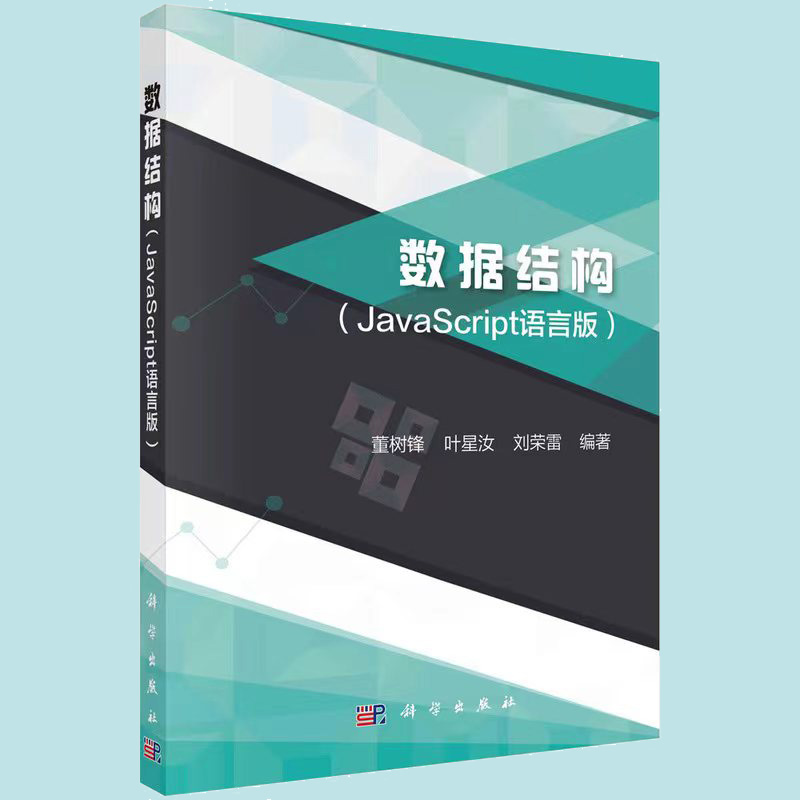 数据结构
（JavaScript语言版）
董树锋 叶星汝 刘荣雷 编著
科学出版社
数据结构（JavaScript语言版）
科学出版社